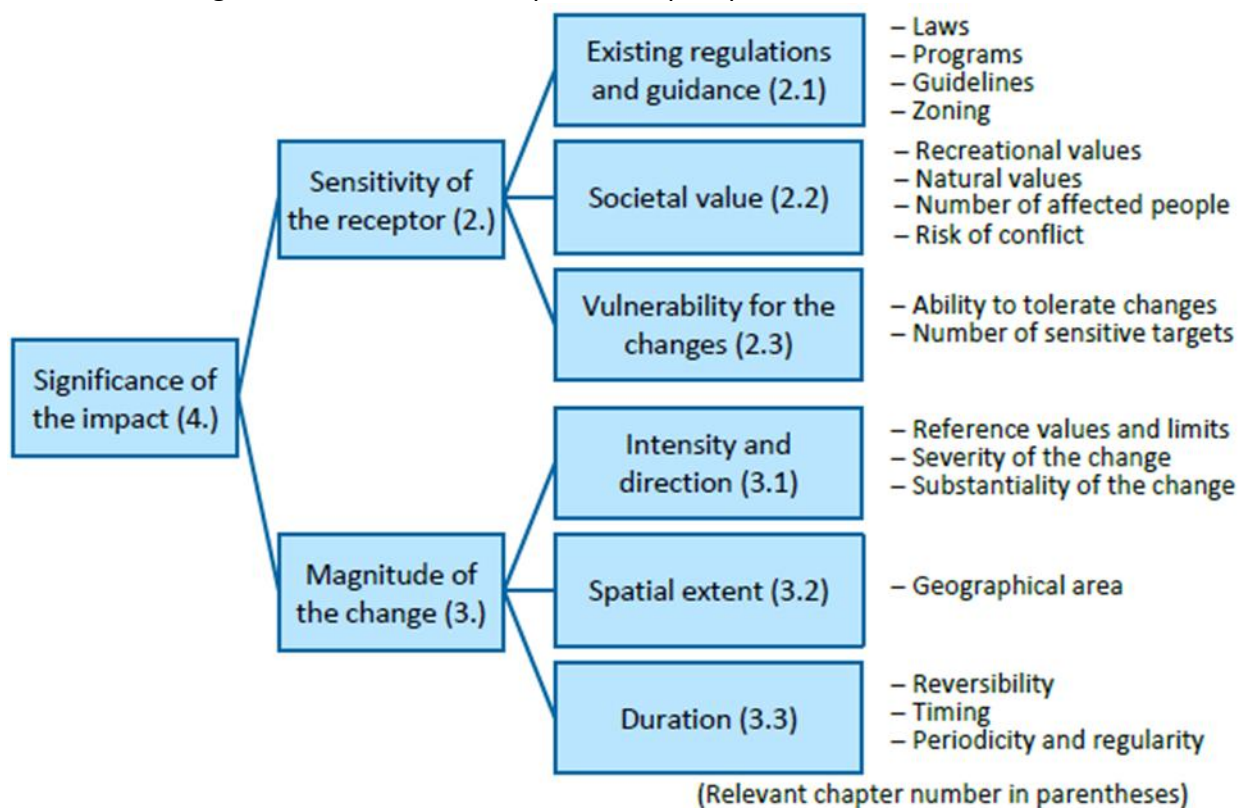 Existing regulations
and guidance (2.1)
– Laws
– Programs
– Guidelines
– Zoning
Sensitivity of
the receptor (2.)
Societal value (2.2)
– Recreational values
– Natural values
– Number of affected people
– Risk of conflict
Vulnerability for the
changes (2.3)
– Ability to tolerate changes
– Number of sensitive targets
Significance of
the impact (4.)
Intensity and
direction (3.1)
– Reference values and limits
– Severity of the change
– Substantiality of the change
Magnitude of
the change (3.)
Spatial extent (3.2)
– Geographical area
Duration (3.3)
– Reversibility
– Timing
– Periodicity and regularity
(Relevant chapter number in parentheses)